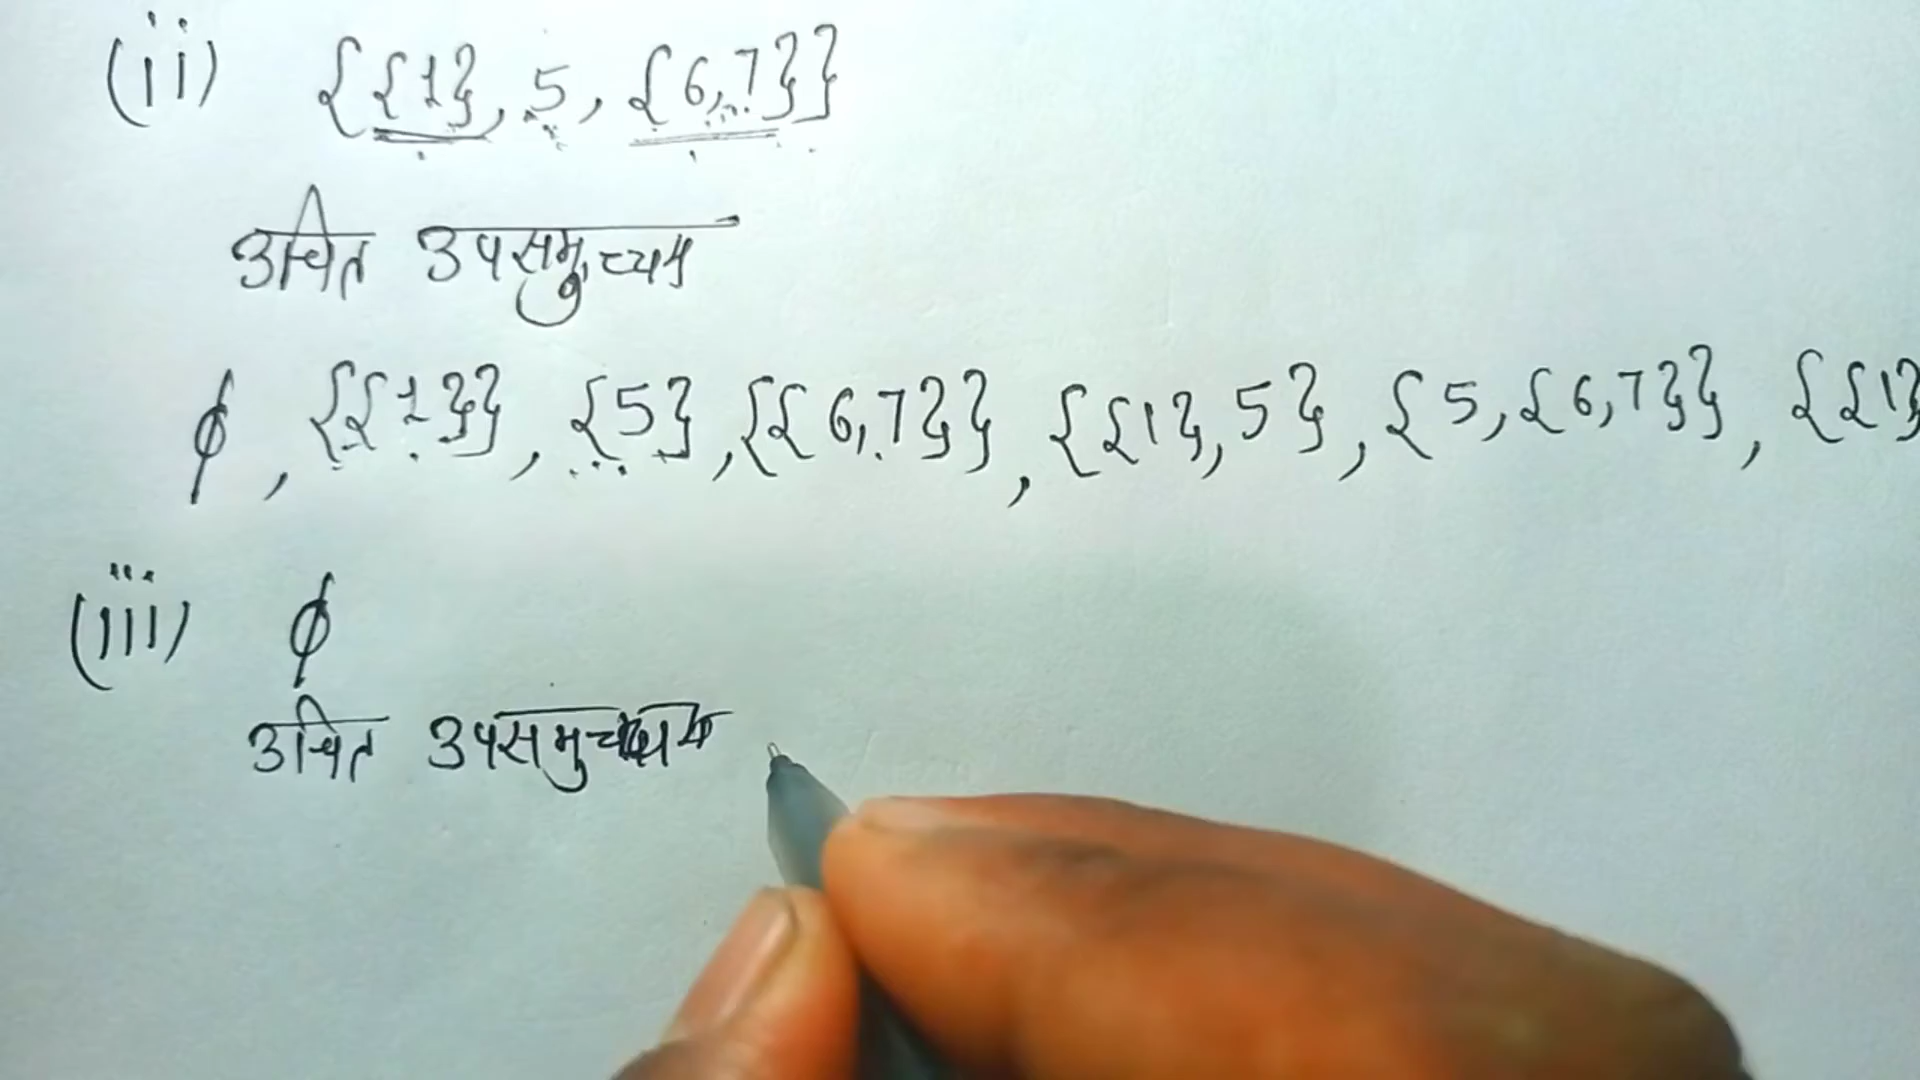 (ii) {{1}, 5, {6,7}}
उचित उपसमुच्चय
ϕ, {{1}}, {5}, {{6,7}}, {{1},5}, {5,{6,7}}, {{1}
(iii) ϕ
उचित उपसमुच्चय